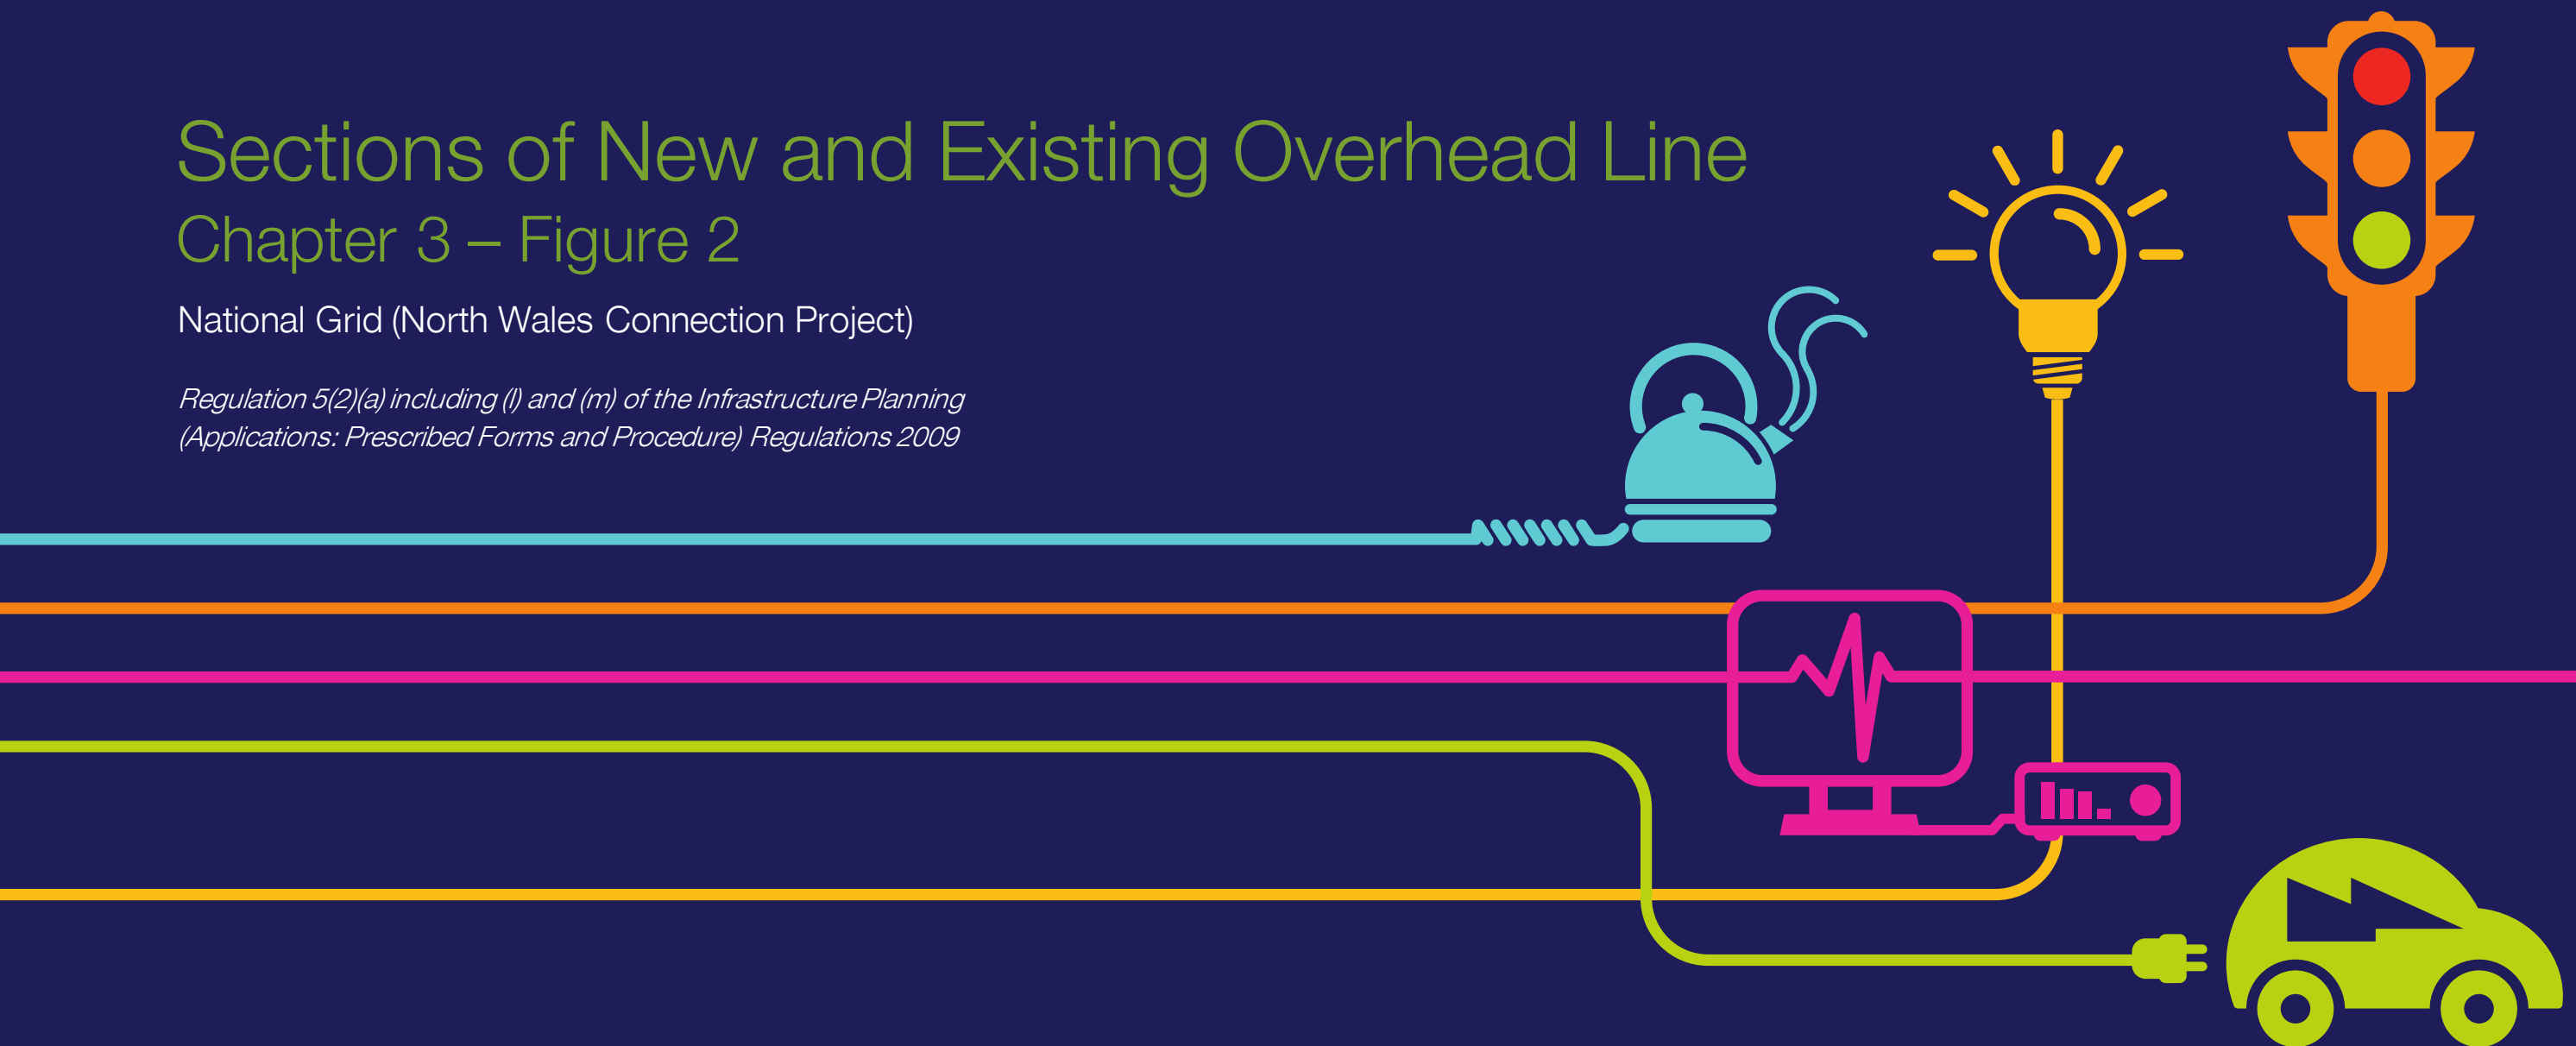 Sections of New and Existing Overhead Line
Chapter 3 – Figure 2
National Grid (North Wales Connection Project)
Regulation 5(2)(a) including (l) and (m) of the Infrastructure Planning
(Applications: Prescribed Forms and Procedure) Regulations 2009